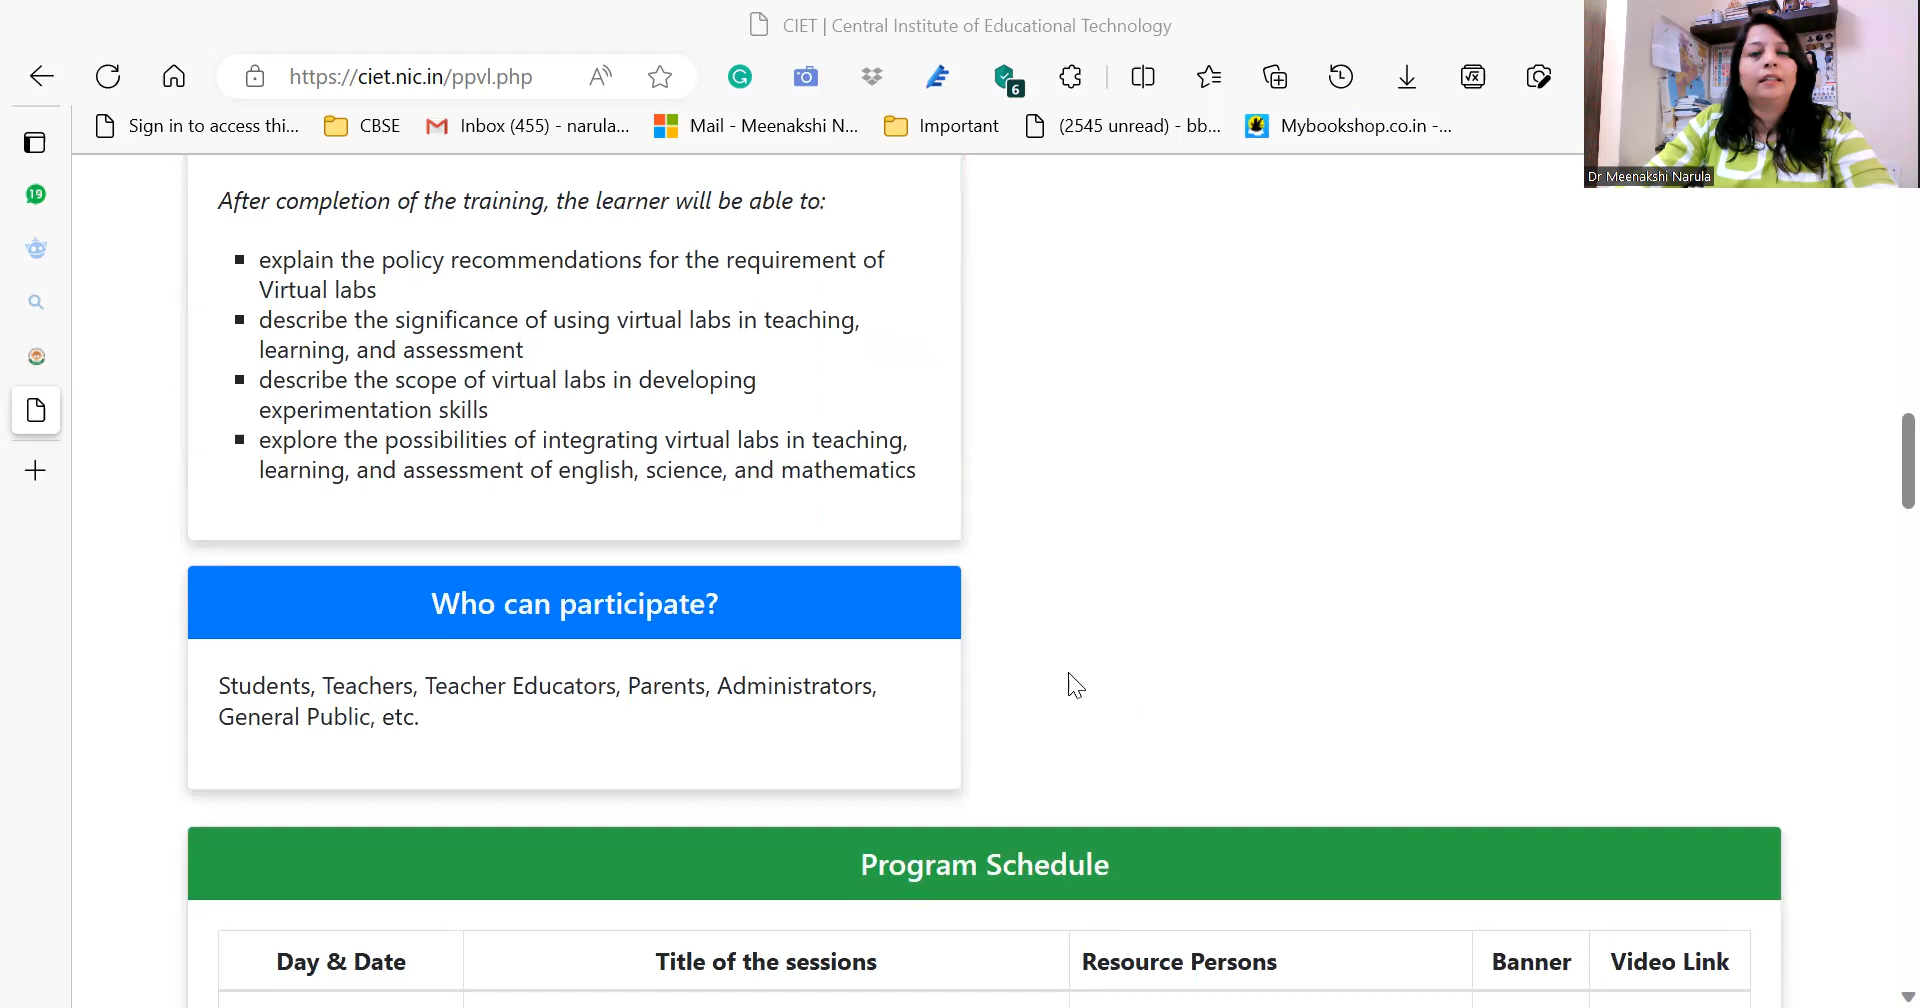 CIET | Central Institute of Educational Technology
https://ciet.nic.in/ppvl.php
6
Sign in to access thi...
CBSE
Inbox (455) - narula...
Mail - Meenakshi N...
Important
(2545 unread) - bb...
Mybookshop.co.in -...
Dr Meenakshi Narula
19
After completion of the training, the learner will be able to:
explain the policy recommendations for the requirement of
Virtual labs
describe the significance of using virtual labs in teaching,
learning, and assessment
describe the scope of virtual labs in developing
experimentation skills
explore the possibilities of integrating virtual labs in teaching,
learning, and assessment of english, science, and mathematics
Who can participate?
Students, Teachers, Teacher Educators, Parents, Administrators,
General Public, etc.
Program Schedule
Day & Date
Title of the sessions
Resource Persons
Banner
Video Link